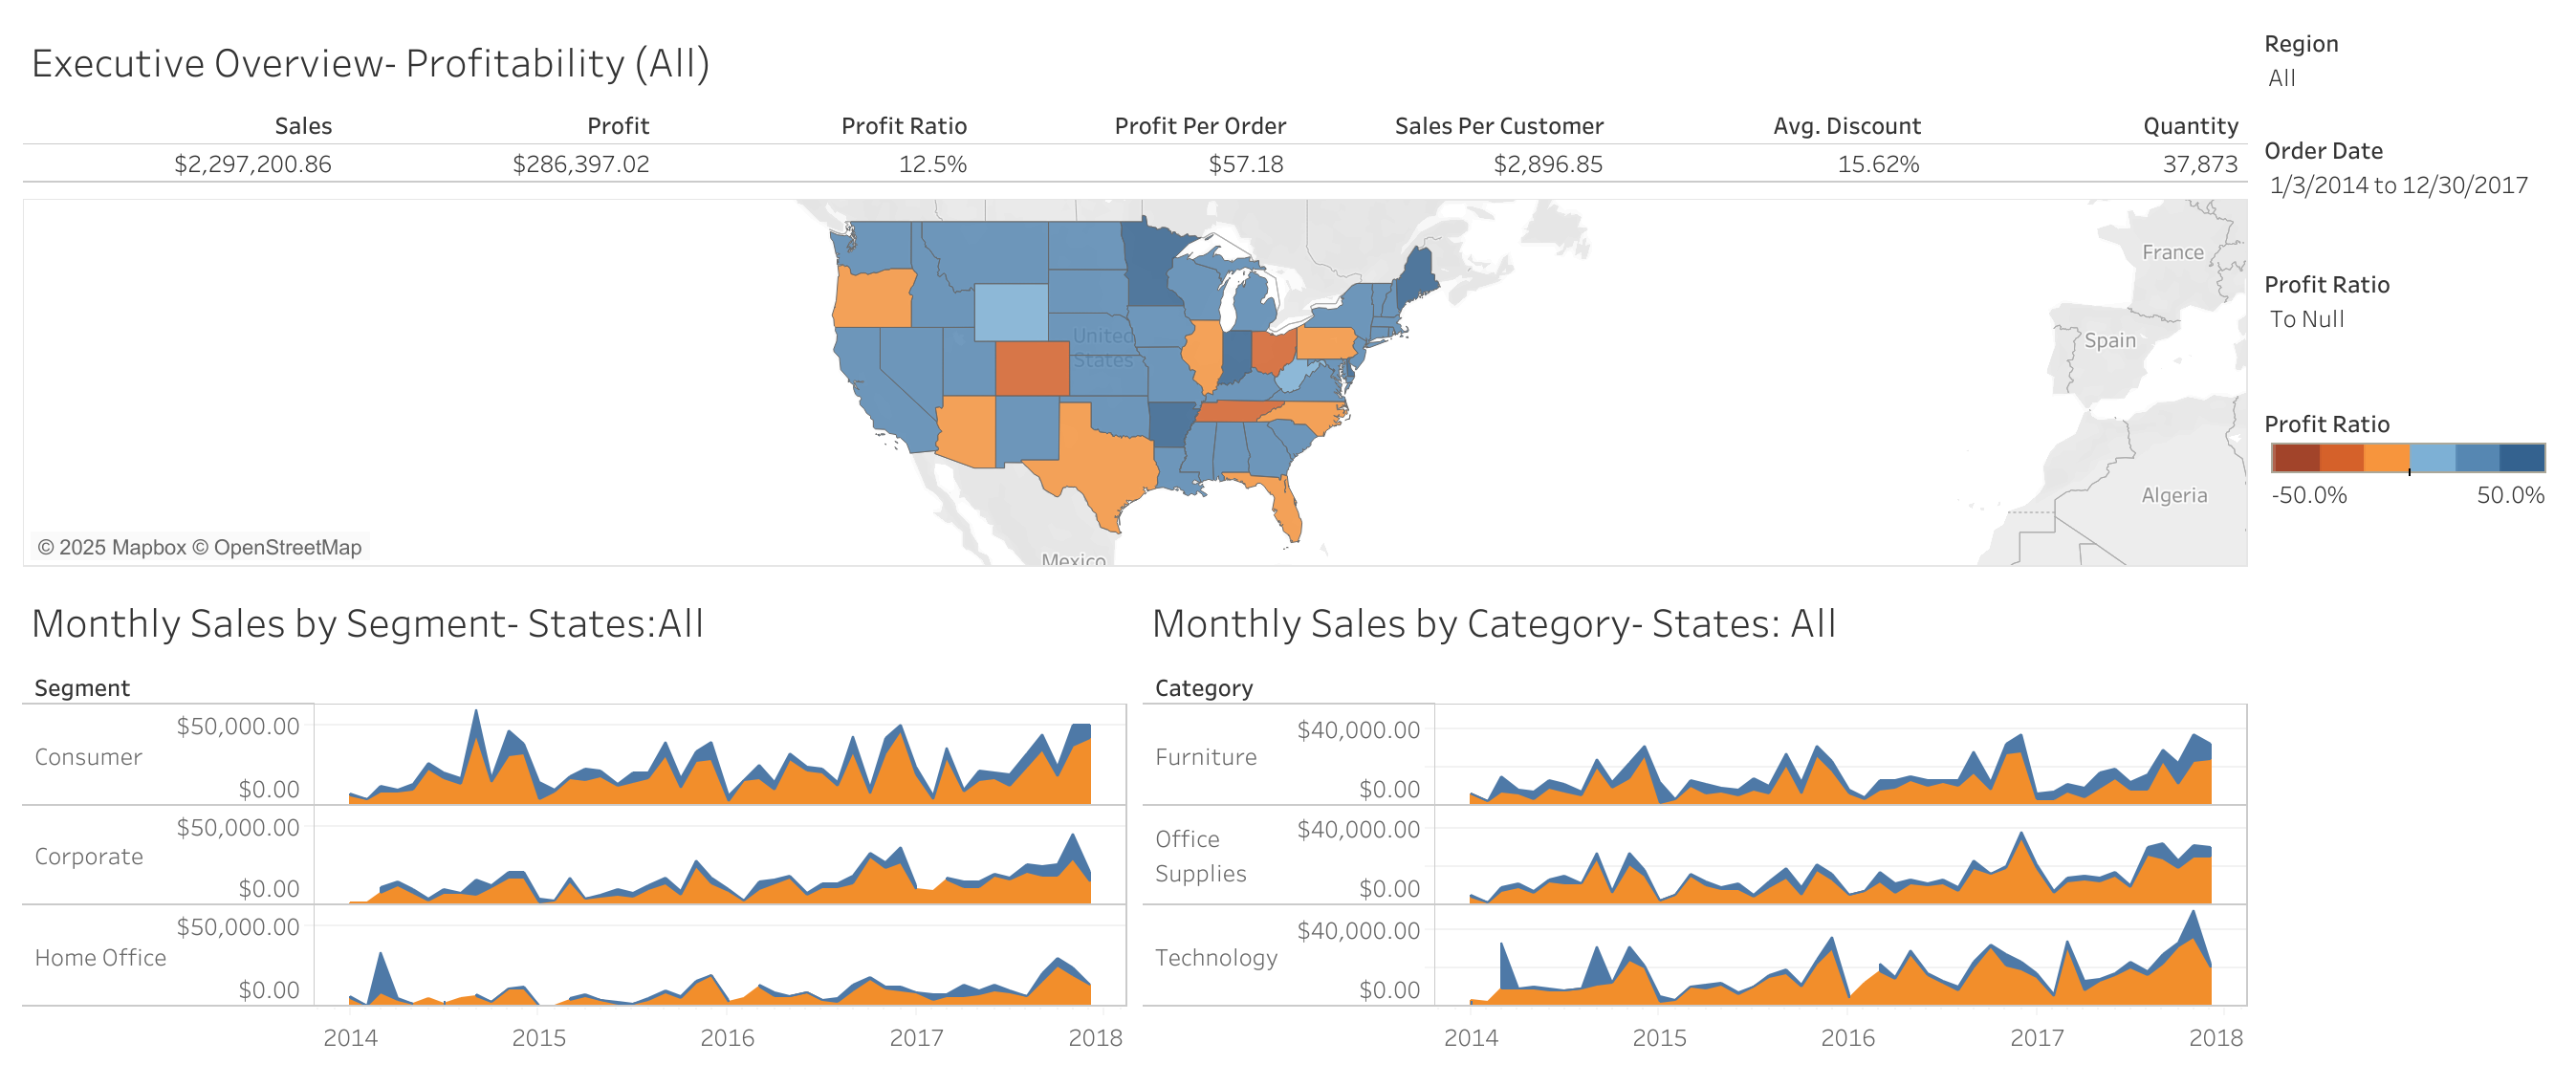 Executive Overview- Profitability (All)
Sales Profit Profit Ratio Profit Per Order Sales Per Customer Avg. Discount Quantity
$2,297,200.86 $286,397.02 12.5% $57.18 $2,896.85 15.62% 37,873
Region
All
Order Date
1/3/2014 to 12/30/2017
Profit Ratio
To Null
Profit Ratio
-50.0% 50.0%
United
States
Mexico
France
Spain
Algeria
© 2025 Mapbox © OpenStreetMap
Monthly Sales by Segment- States:All
Segment
Consumer
$50,000.00
$0.00
Corporate
$50,000.00
$0.00
Home Office
$50,000.00
$0.00
2014 2015 2016 2017 2018
Monthly Sales by Category- States: All
Category
Furniture
$40,000.00
$0.00
Office
Supplies
$40,000.00
$0.00
Technology
$40,000.00
$0.00
2014 2015 2016 2017 2018